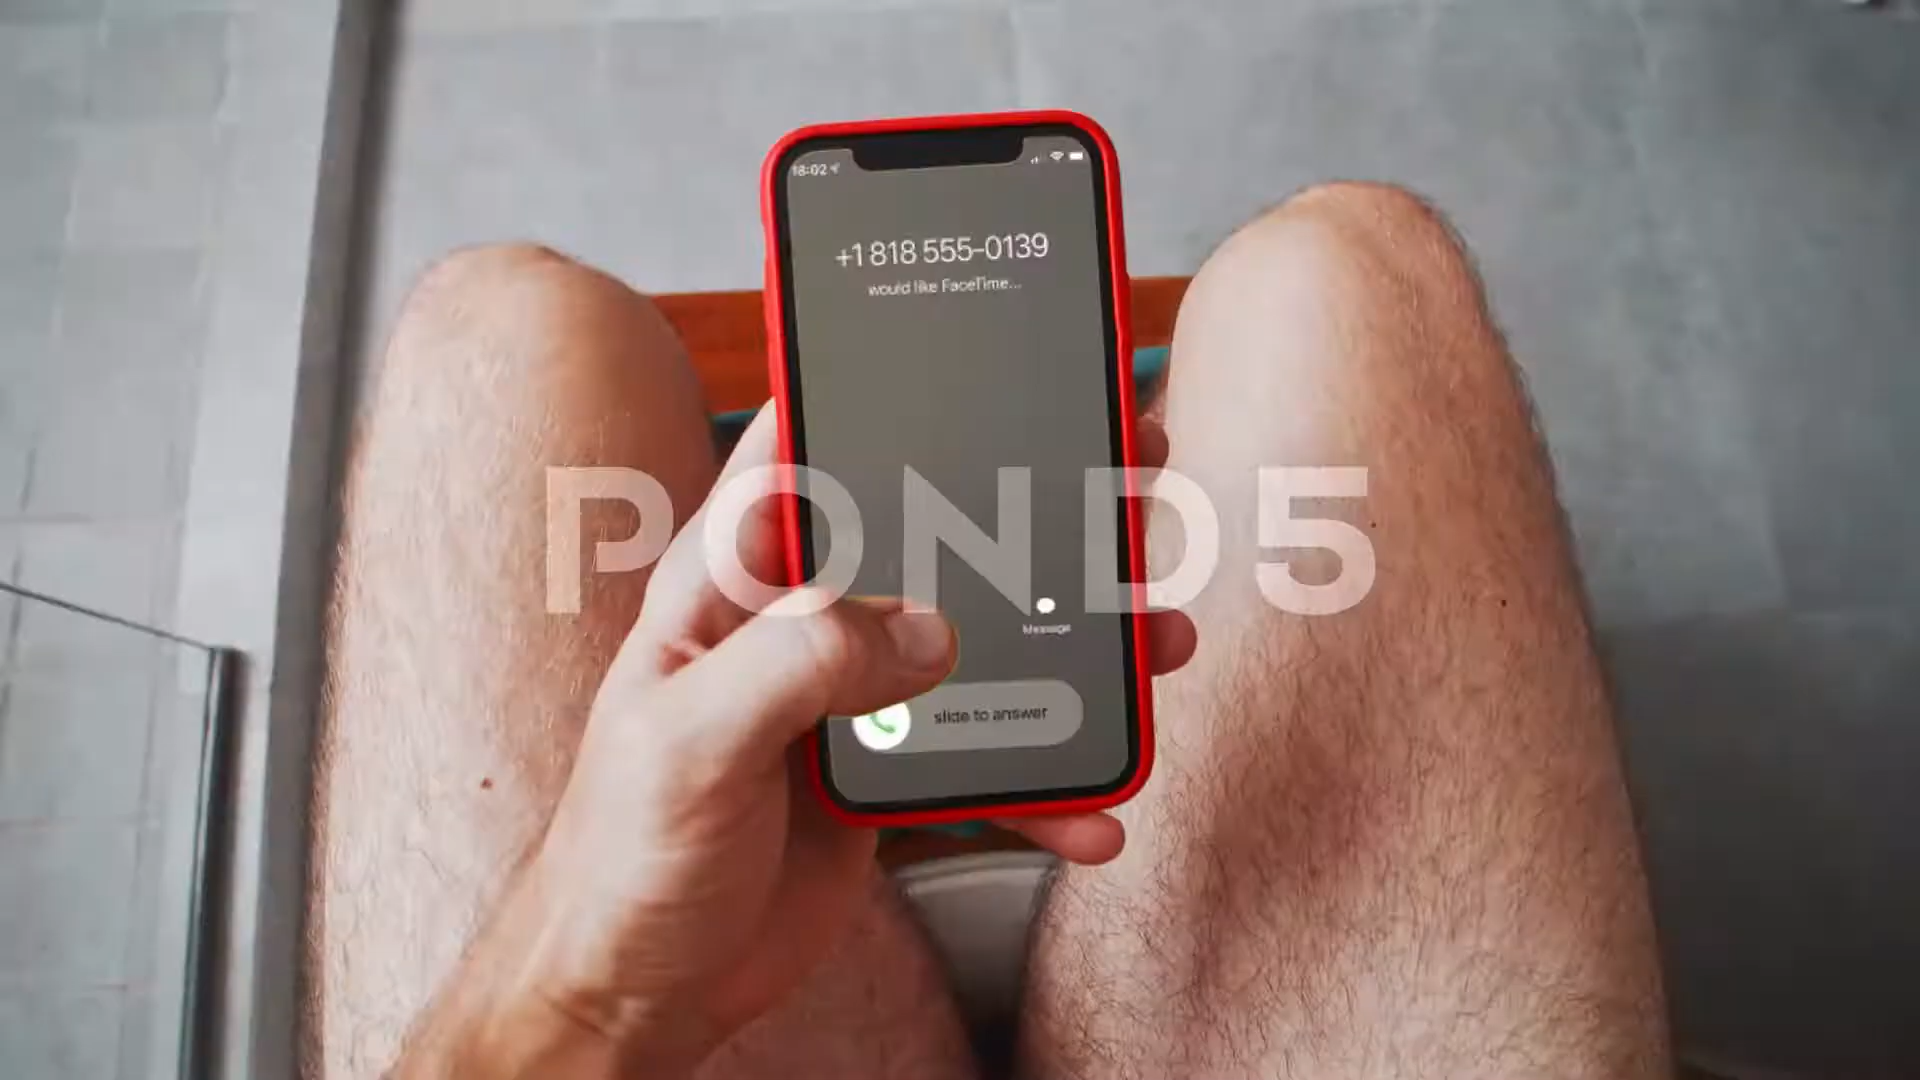 18:02
+1 818 555-0139
would like FaceTime...
POND5
Message
slide to answer